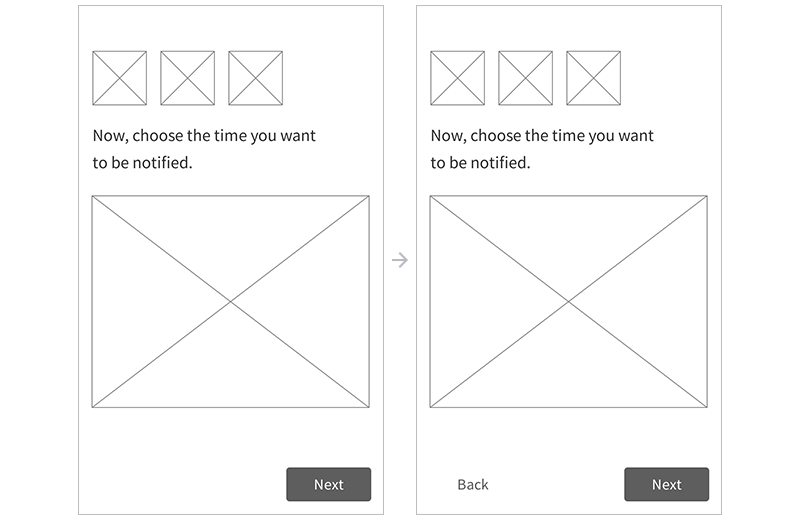 Now, choose the time you want
to be notified.
Next
Now, choose the time you want
to be notified.
Back
Next